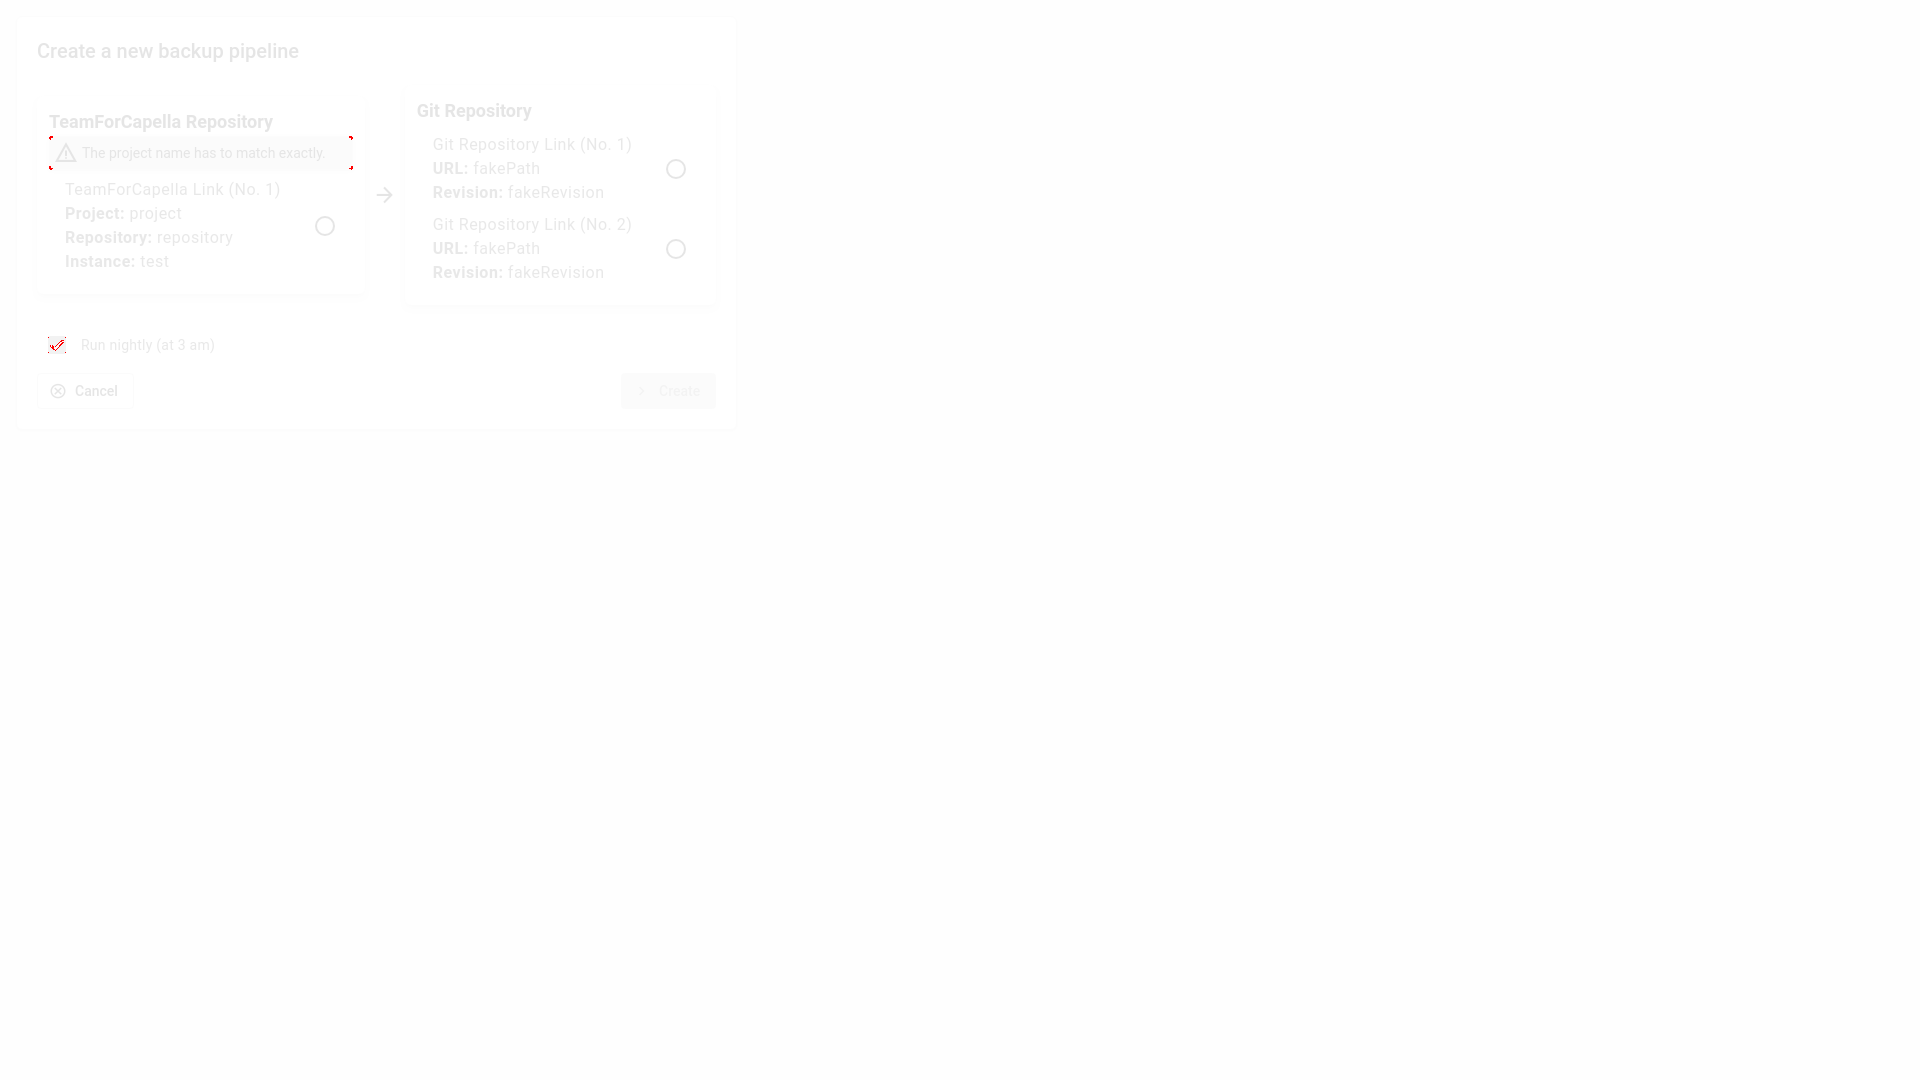 Create a new backup pipeline
TeamForCapella Repository
The project name has to match exactly.
TeamForCapella Link (No. 1)
Project: project
Repository: repository
Instance: test
Git Repository
Git Repository Link (No. 1)
URL: fakePath
Revision: fakeRevision
Git Repository Link (No. 2)
URL: fakePath
Revision: fakeRevision
Run nightly (at 3 am)
Cancel
Create